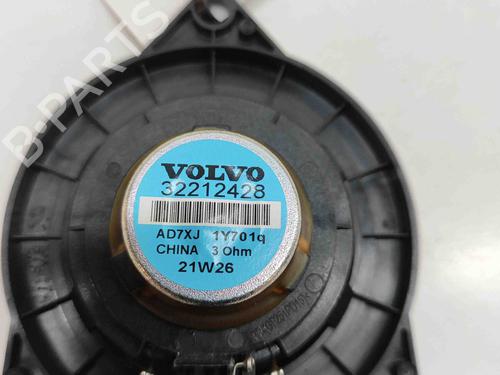 B-PARTS
VOLVO
32212428
AD7XJ 1Y701q
CHINA 3 Ohm
21W26